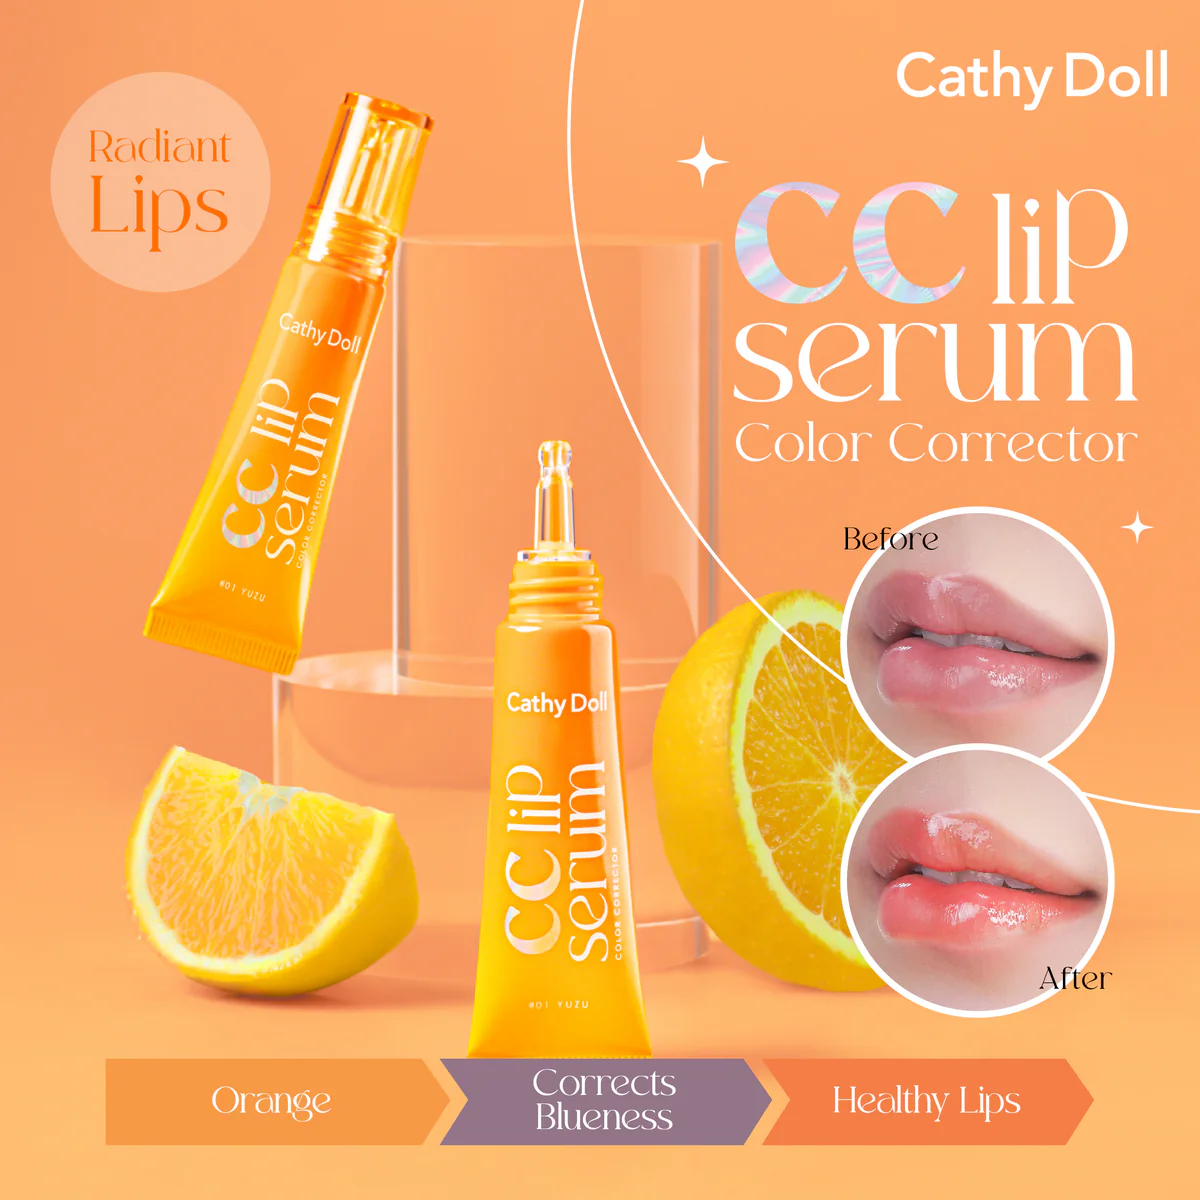 Cathy Doll
Radiant
Lips
CC lip
serum
Color Corrector
Cathy Doll
CC lip
serum
COLOR CORRECTOR
#01 YUZU
Before
After
Cathy Doll
CC lip
serum
COLOR CORRECTOR
#01 YUZU
Orange
Corrects
Blueness
Healthy Lips